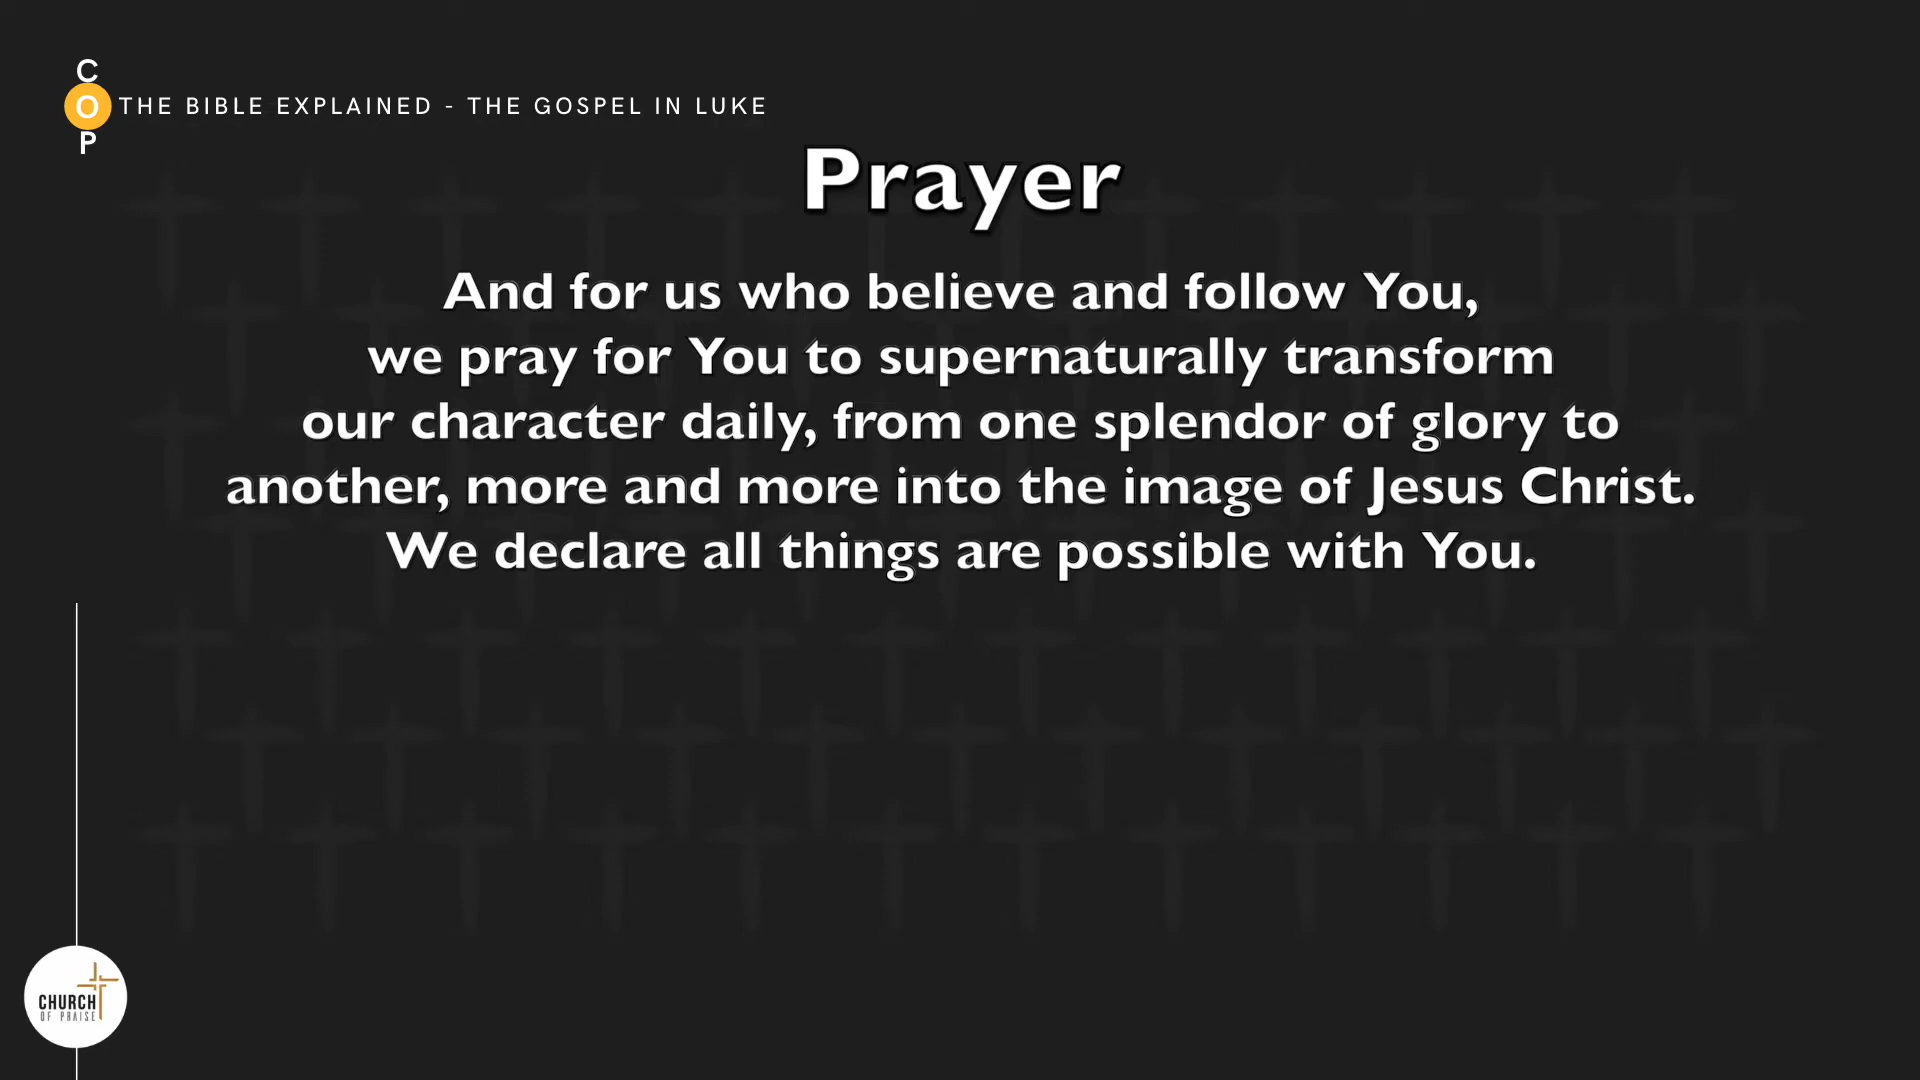 C
O
P
THE BIBLE EXPLAINED - THE GOSPEL IN LUKE
Prayer
And for us who believe and follow You,
we pray for You to supernaturally transform
our character daily, from one splendor of glory to
another, more and more into the image of Jesus Christ.
We declare all things are possible with You.
CHURCH
OF PRAISE